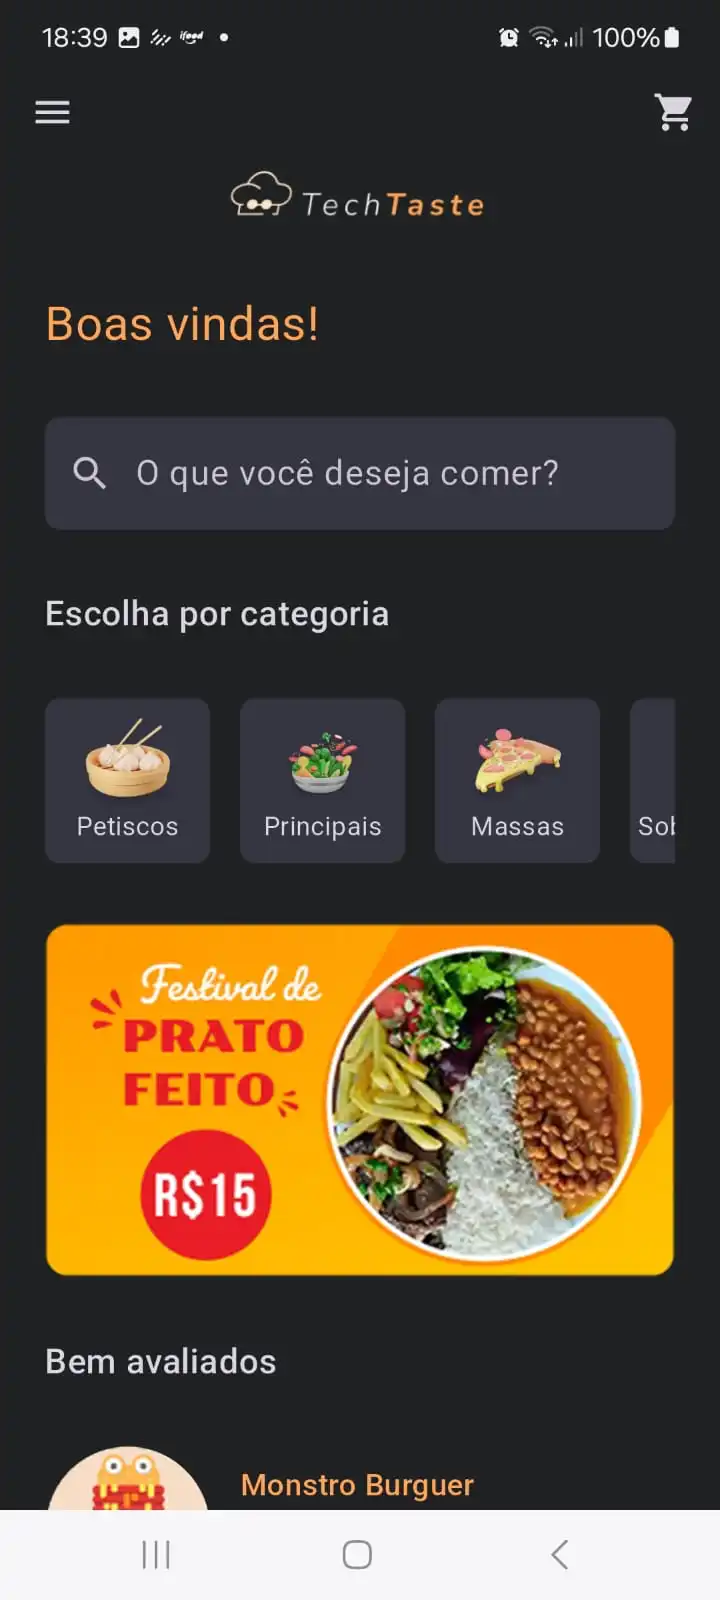 18:39 ifood 100%
TechTaste
Boas vindas!
O que você deseja comer?
Escolha por categoria
Petiscos Principais Massas Sob
Festival de
PRATO
FEITO
R$15
Bem avaliados
Monstro Burguer